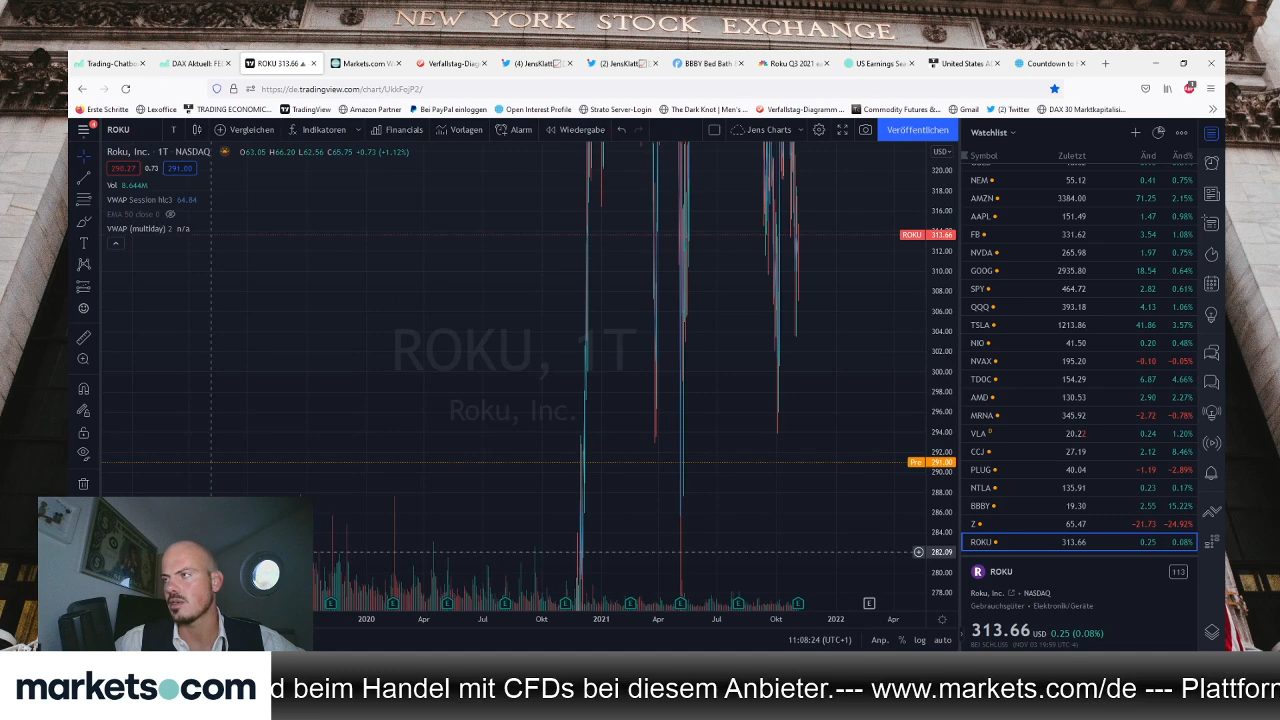 NEW YORK STOCK EXCHANGE
Trading-Chatbo
DAX Aktuell: FE
ROKU 313.66
Markets.com
Verfallstag-Diag
(4) JensKlatt
(2) JensKlatt
BBBY Bed Bath
Roku Q3 2021 e
US Earnings Sea
United States
Countdown to F
https://de.tradingview.com/chart/UkkFojP2/
Erste Schritte
Lexoffice
TRADING ECONOMIC...
TradingView
Amazon Partner
Bei PayPal einloggen
Open Interest Profile
Strato Server-Login
The Dark Knot | Men's ...
Verfallstag-Diagramm ...
Commodity Futures &...
Gmail
(2) Twitter
DAX 30 Marktkapitalisi...
ROKU
T
Vergleichen
Indikatoren
Financials
Vorlagen
Alarm
Wiedergabe
Jens Charts
Veröffentlichen
Roku, Inc. · 1T · NASDAQ
O63.05 H66.20 L62.56 C65.75 +0.73 (+1.12%)
290.27 0.73 291.00
Vol 8.644M
VWAP Session hlc3 64.84
EMA 50 close 0
VWAP (multiday) 2 n/a
ROKU, 1T
Roku, Inc.
USD
320.00
318.00
316.00
ROKU 313.66
312.00
310.00
308.00
306.00
304.00
302.00
300.00
298.00
296.00
294.00
292.00
Pre 291.00
290.00
288.00
286.00
284.00
282.09
280.00
278.00
2020 Apr Jul Okt 2021 Apr Jul Okt 2022
11:08:24 (UTC+1) Anp. % log auto
Watchlist
Symbol Zuletzt Änd Änd%
NEM 55.12 0.41 0.75%
AMZN 3384.00 71.25 2.15%
AAPL 151.49 1.47 0.98%
FB 331.62 3.54 1.08%
NVDA 265.98 1.97 0.75%
GOOG 2935.80 18.54 0.64%
SPY 464.72 2.82 0.61%
QQQ 393.18 4.13 1.06%
TSLA 1213.86 41.86 3.57%
NIO 41.50 0.20 0.48%
NVAX 195.20 −0.10 −0.05%
TDOC 154.29 6.87 4.66%
AMD 130.53 2.90 2.27%
MRNA 345.92 −2.72 −0.78%
VLA D 20.22 0.24 1.20%
CCJ 27.19 2.12 8.46%
PLUG 40.04 −1.19 −2.89%
NTLA 135.91 0.23 0.17%
BBBY 19.30 2.55 15.22%
Z 65.47 −21.73 −24.92%
ROKU 313.66 0.25 0.08%
ROKU 113
Roku, Inc. NASDAQ
Gebrauchsgüter • Elektronik/Geräte
313.66 USD 0.25 (0.08%)
BEI SCHLUSS (NOV 03 19:59 UTC-4)
markets.com
d beim Handel mit CFDs bei diesem Anbieter.--- www.markets.com/de --- Plattfor